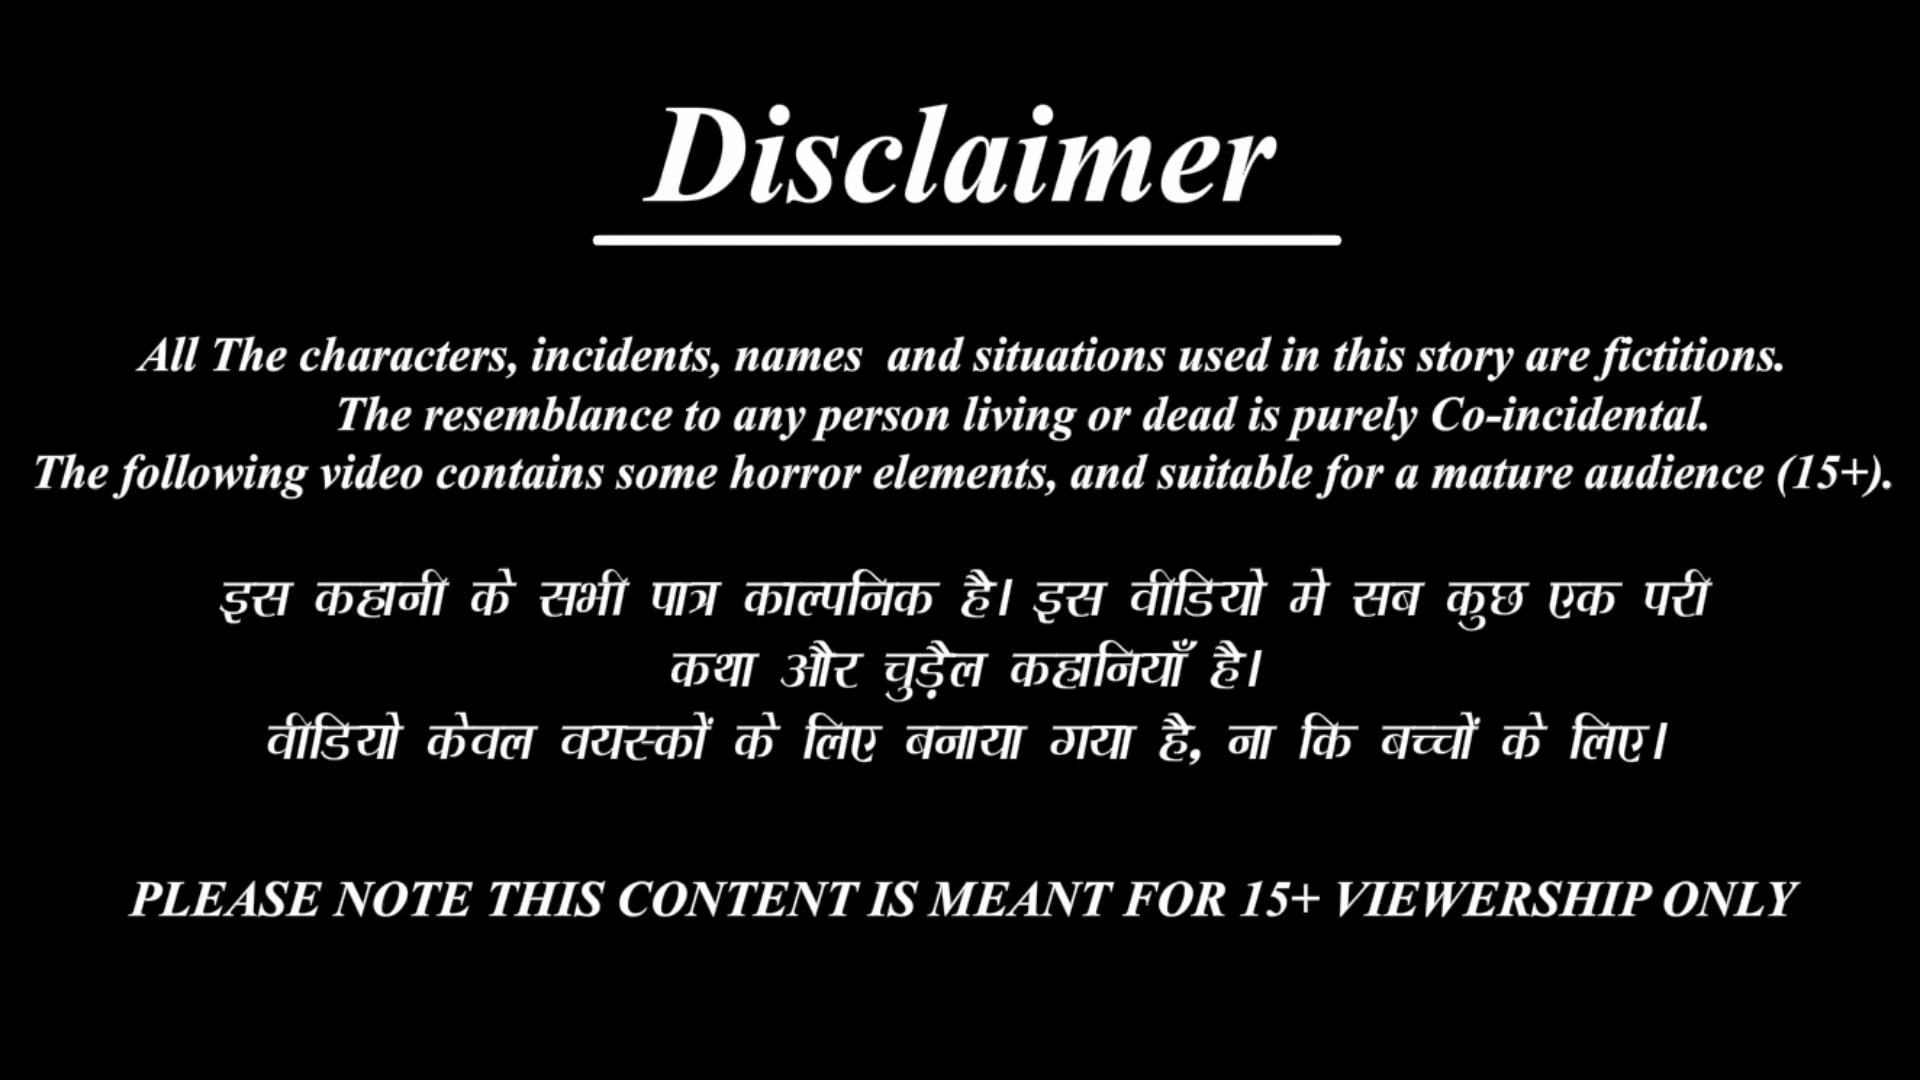 Disclaimer
All The characters, incidents, names and situations used in this story are fictitions.
The resemblance to any person living or dead is purely Co-incidental.
The following video contains some horror elements, and suitable for a mature audience (15+).
इस कहानी के सभी पात्र काल्पनिक है। इस वीडियो मे सब कुछ एक परी
कथा और चुड़ैल कहानियाँ है।
वीडियो केवल वयस्कों के लिए बनाया गया है, ना कि बच्चों के लिए।
PLEASE NOTE THIS CONTENT IS MEANT FOR 15+ VIEWERSHIP ONLY